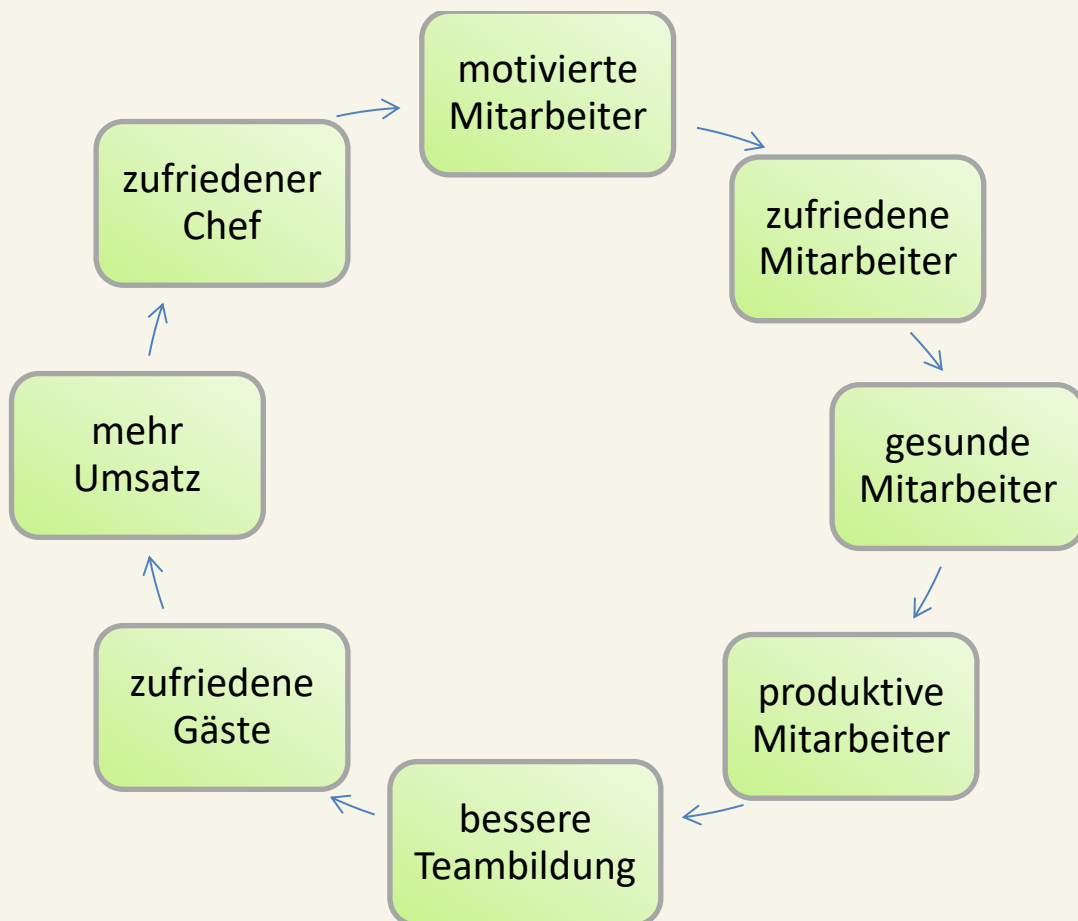 motivierte
Mitarbeiter
zufriedene
Mitarbeiter
gesunde
Mitarbeiter
produktive
Mitarbeiter
bessere
Teambildung
zufriedene
Gäste
mehr
Umsatz
zufriedener
Chef